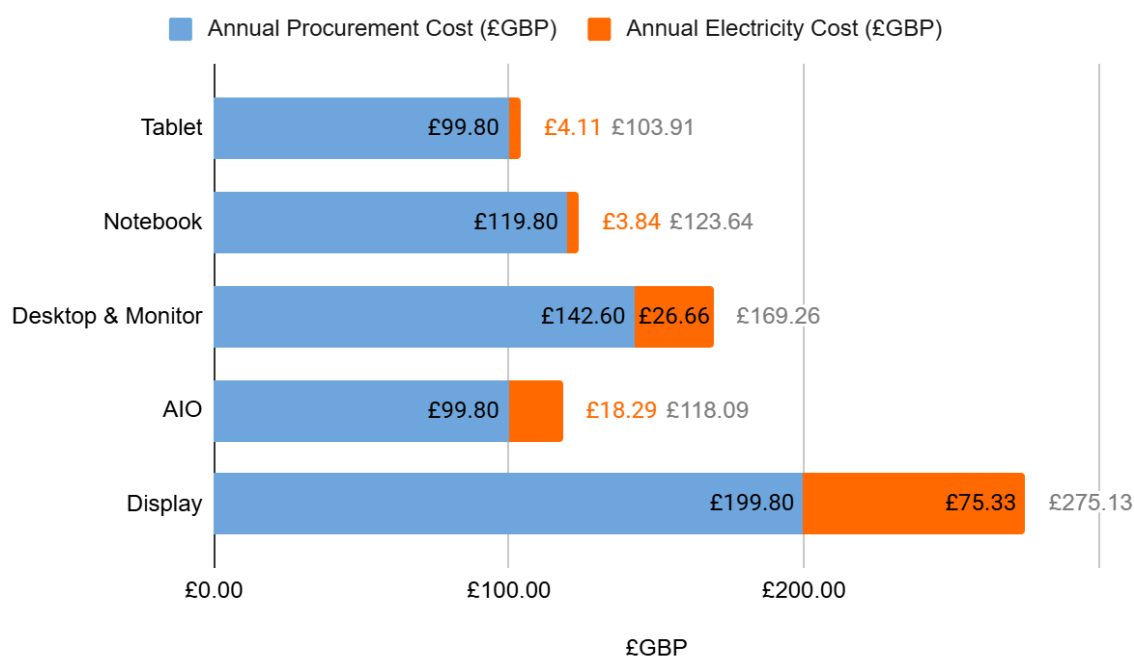 Annual Procurement Cost (£GBP) Annual Electricity Cost (£GBP)
Tablet £99.80 £4.11 £103.91
Notebook £119.80 £3.84 £123.64
Desktop & Monitor £142.60 £26.66 £169.26
AIO £99.80 £18.29 £118.09
Display £199.80 £75.33 £275.13
£0.00 £100.00 £200.00
£GBP